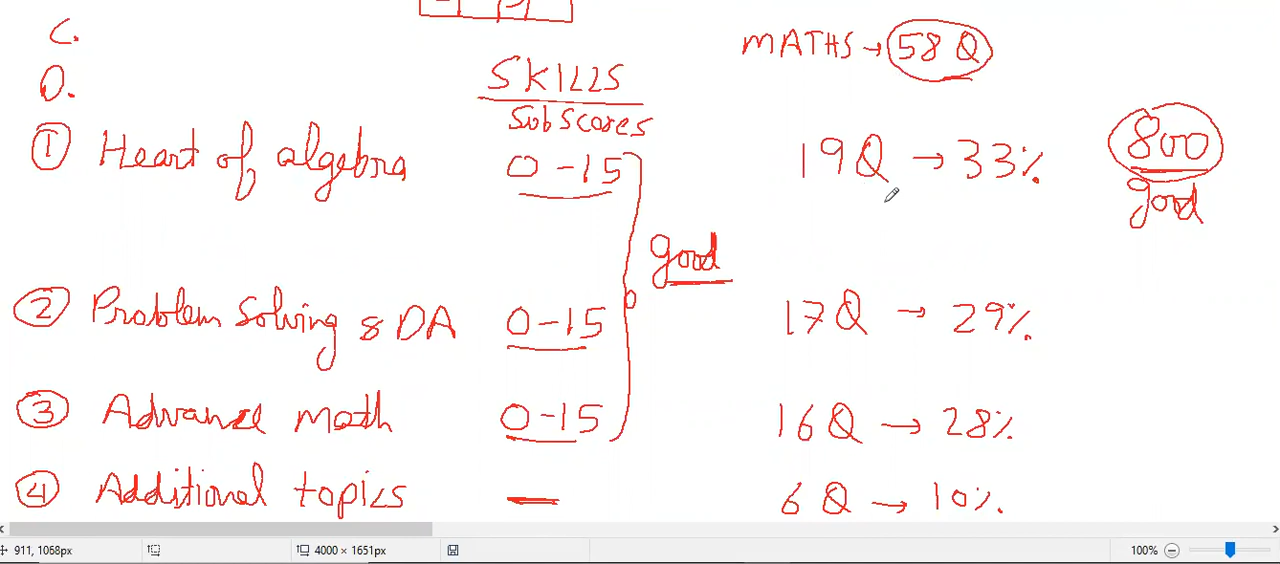 C.
MATHS → 58 Q
D.
SKILLS
Sub Scores
① Heart of algebra 0-15 19Q → 33% 800
good
good
② Problem Solving & DA 0-15 17Q → 29%
③ Advance math 0-15 16Q → 28%
④ Additional topics — 6Q → 10%
911, 1068px 4000 × 1651px 100%